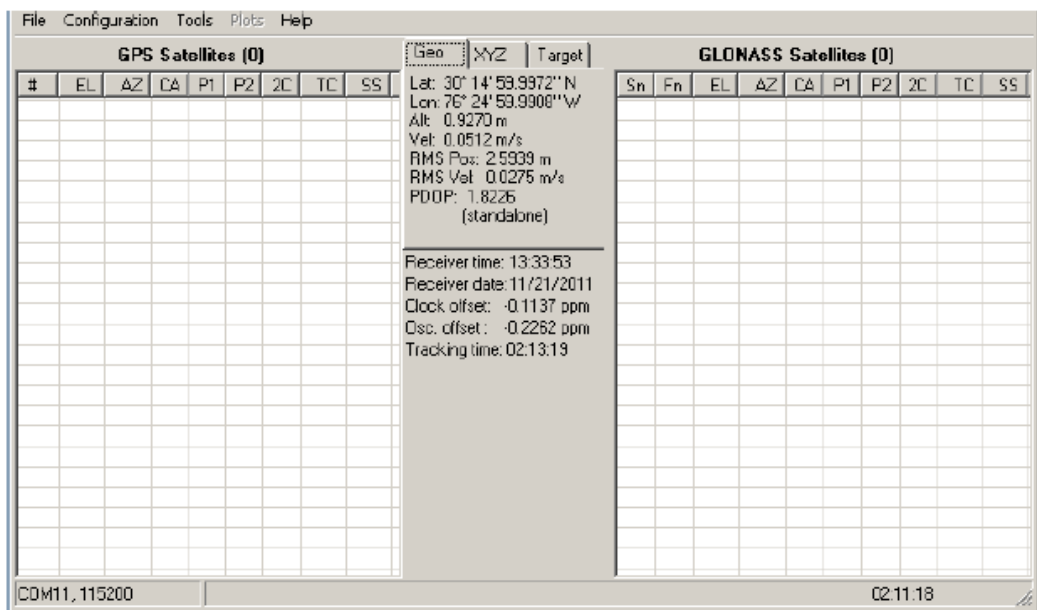 File Configuration Tools Plots Help
GPS Satellites (0)
# EL AZ CA P1 P2 2C TC SS
Geo XYZ Target
Lat: 30° 14' 59.9972" N
Lon: 76° 24' 59.9908" W
Alt: 0.9270 m
Vel: 0.0512 m/s
RMS Pos: 2.5939 m
RMS Vel: 0.0275 m/s
PDOP: 1.8226
(standalone)
Receiver time: 13:33:53
Receiver date: 11/21/2011
Clock offset: -0.1137 ppm
Osc. offset : -0.2262 ppm
Tracking time: 02:13:19
GLONASS Satellites (0)
Sn Fn EL AZ CA P1 P2 2C TC SS
COM11, 115200
02:11:18